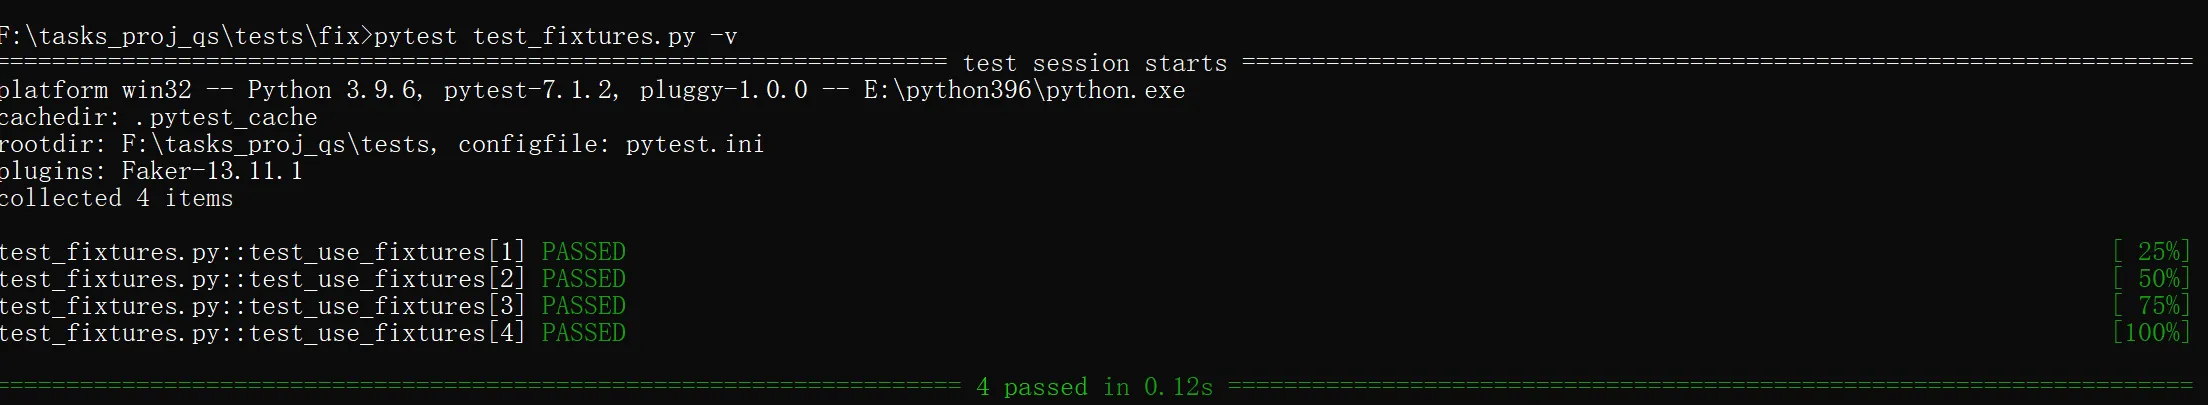 F:\tasks_proj_qs\tests\fix>pytest test_fixtures.py -v
==================================================================== test session starts ====================================================================
platform win32 -- Python 3.9.6, pytest-7.1.2, pluggy-1.0.0 -- E:\python396\python.exe
cachedir: .pytest_cache
rootdir: F:\tasks_proj_qs\tests, configfile: pytest.ini
plugins: Faker-13.11.1
collected 4 items
test_fixtures.py::test_use_fixtures[1] PASSED [ 25%]
test_fixtures.py::test_use_fixtures[2] PASSED [ 50%]
test_fixtures.py::test_use_fixtures[3] PASSED [ 75%]
test_fixtures.py::test_use_fixtures[4] PASSED [100%]
===================================================================== 4 passed in 0.12s =====================================================================